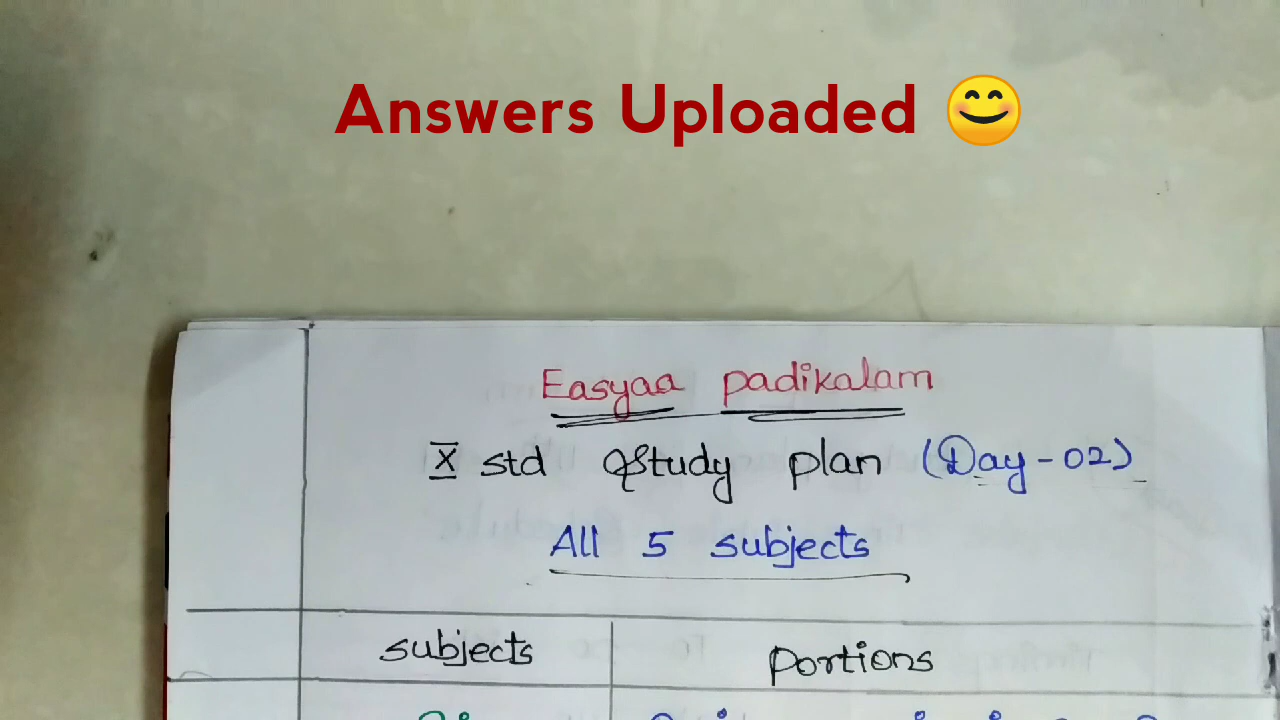 Answers Uploaded 😊
Easyaa padikalam
X std Study plan (Day-02)
All 5 subjects
subjects
Portions